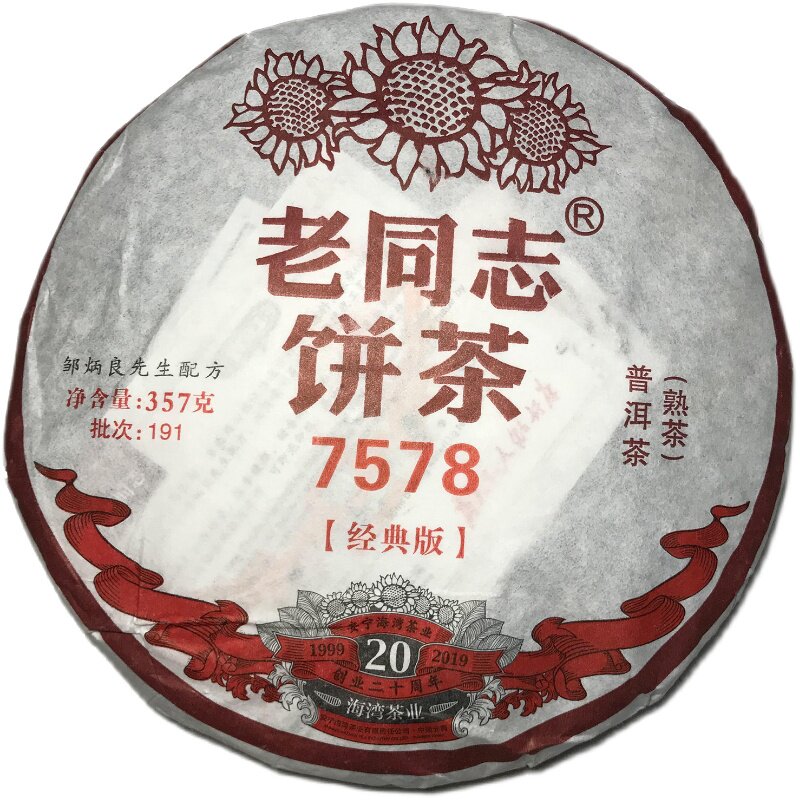 老同志®
饼茶
7578
【经典版】
邹炳良先生配方
净含量:357克
批次:191
普洱茶
(熟茶)
安宁海湾茶业
1999 20 2019
创业二十周年
海湾茶业